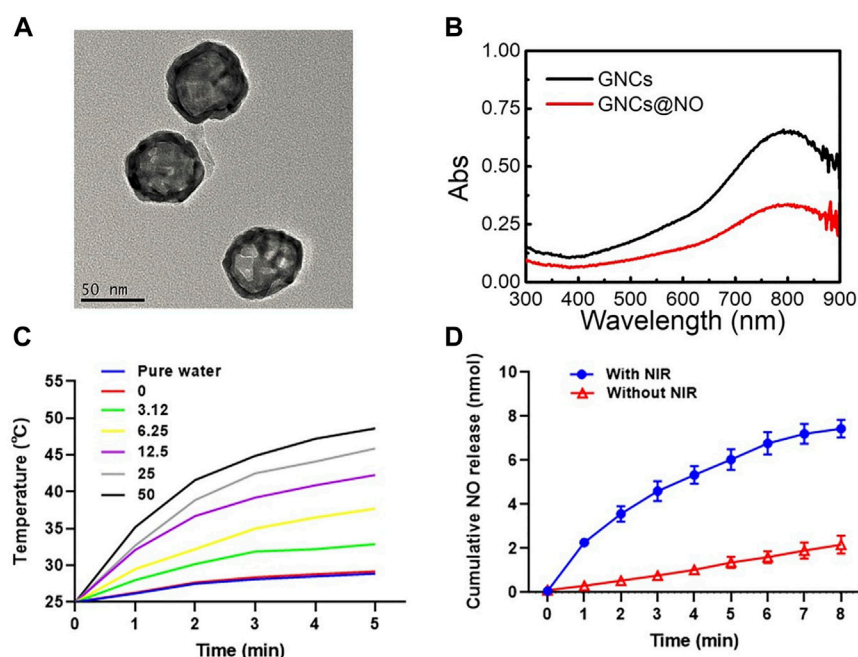 A
50 nm
B
1.00
0.75
0.50
0.25
0.00
Abs
GNCs
GNCs@NO
300 400 500 600 700 800 900
Wavelength (nm)
C
50
45
40
35
30
25
Temperature (°C)
Pure water
0
3.12
6.25
12.5
25
50
0 1 2 3 4 5
Time (min)
D
10
8
6
4
2
0
Cumulative NO release (nmol)
With NIR
Without NIR
0 1 2 3 4 5 6 7 8
Time (min)